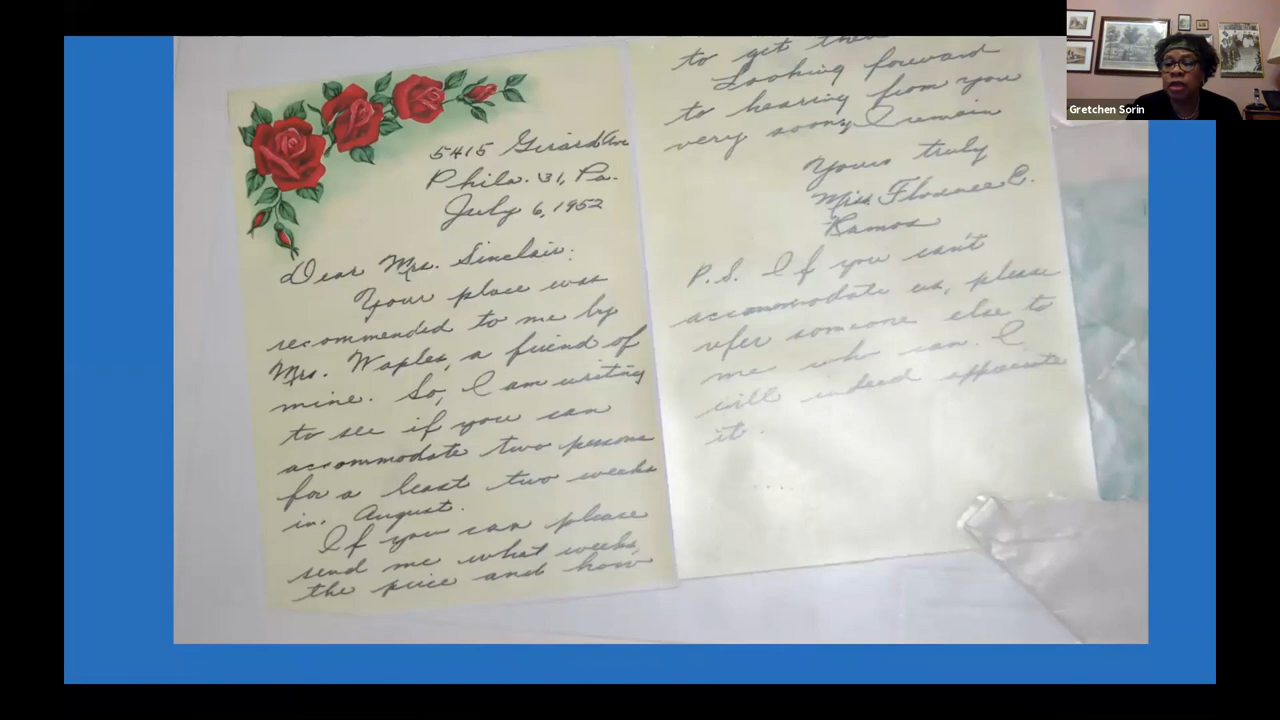 5415 Girard Ave
Phila. 31, Pa.
July 6, 1952
Dear Mrs. Sinclair:
Your place was
recommended to me by
Mrs. Waples, a friend of
mine. So, I am writing
to see if you can
accommodate two persons
for a least two weeks
in, August.
If you can please
send me what weeks,
the price and how
to get
Looking forward
to hearing from you
very soon, I remain
Yours truly
Miss Florence E.
Ramos
P.S. If you can't
accommodate us, please
refer someone else to
me who can. I
will indeed appreciate
it.
Gretchen Sorin